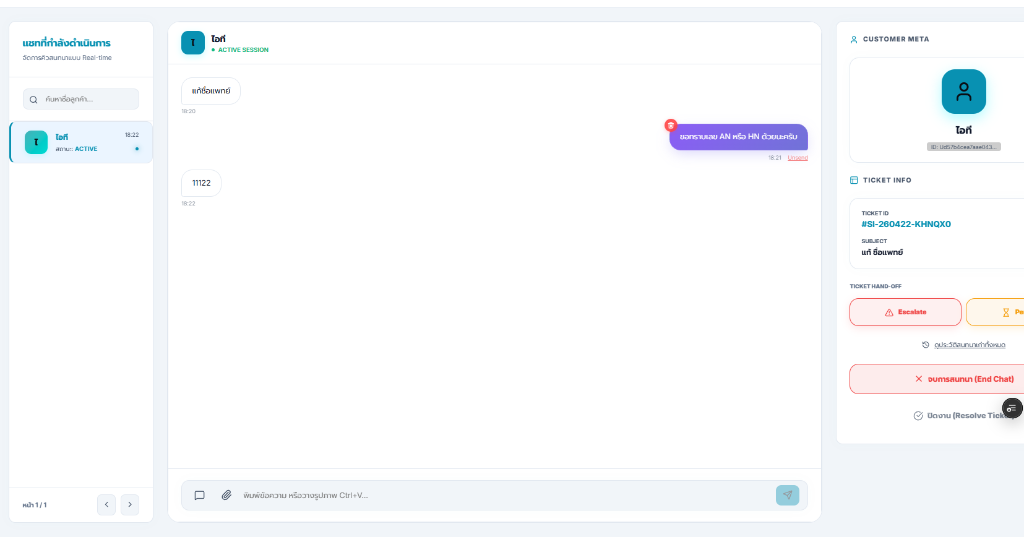 แชทที่กำลังดำเนินการ
จัดการคิวสนทนาแบบ Real-time
ค้นหาชื่อลูกค้า...
ไอที
18:22
สถานะ: ACTIVE
หน้า 1 / 1
ไอที
ACTIVE SESSION
แก้ชื่อแพทย์
18:20
ขอทราบเลข AN หรือ HN ด้วยนะครับ
18:21 Unsend
11122
18:22
พิมพ์ข้อความ หรือวางรูปภาพ Ctrl+V...
CUSTOMER META
ไอที
TICKET INFO
TICKET ID
#SI-260422-KHNQX0
SUBJECT
แก้ ชื่อแพทย์
TICKET HAND-OFF
Escalate
ดูประวัติสนทนาเก่าทั้งหมด
จบการสนทนา (End Chat)
ปิดงาน (Resolve